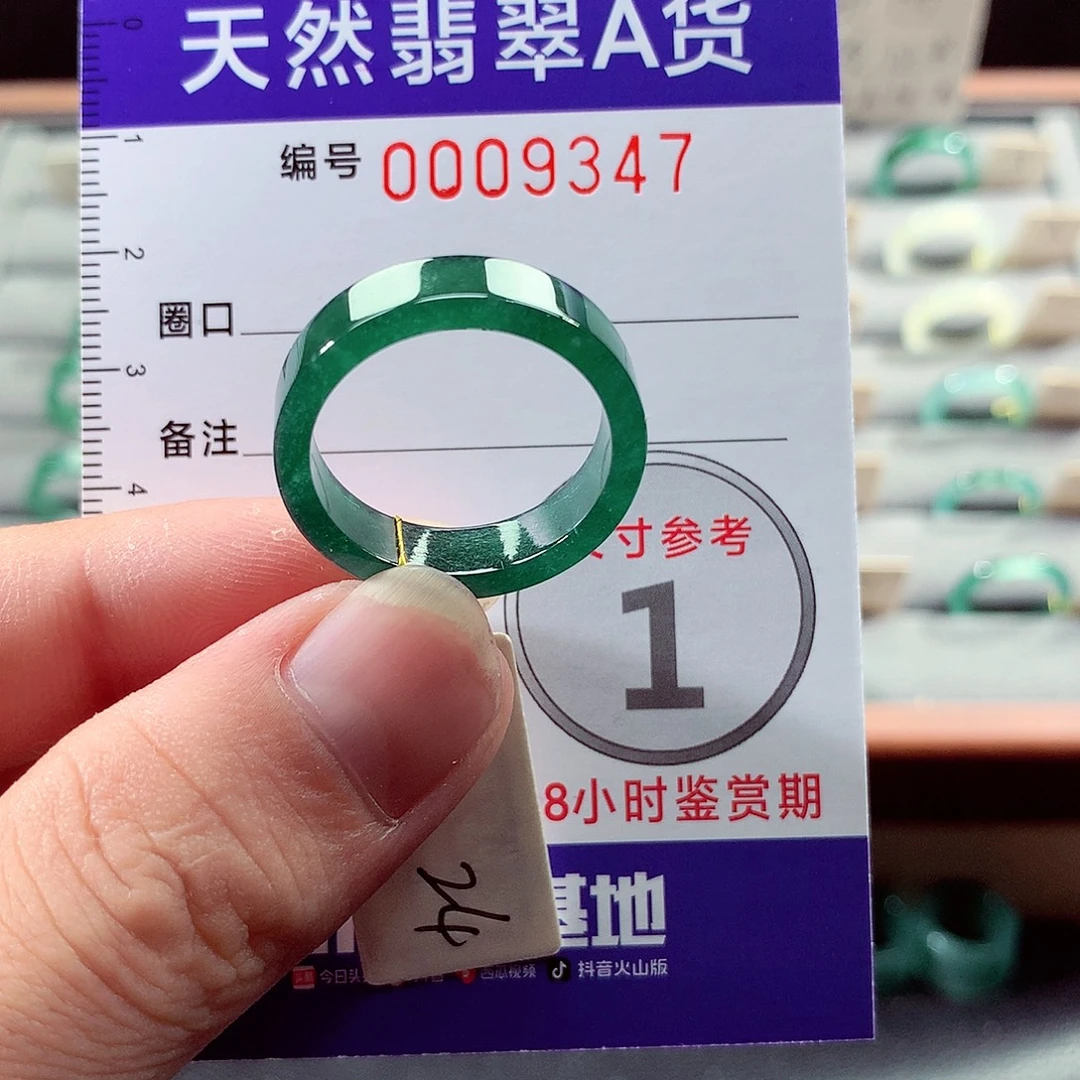 天然翡翠A货
编号 0009347
0
1
2
3
4
圈口
备注
寸参考
1
8小时鉴赏期
24
基地
今日头 西瓜视频 抖音火山版